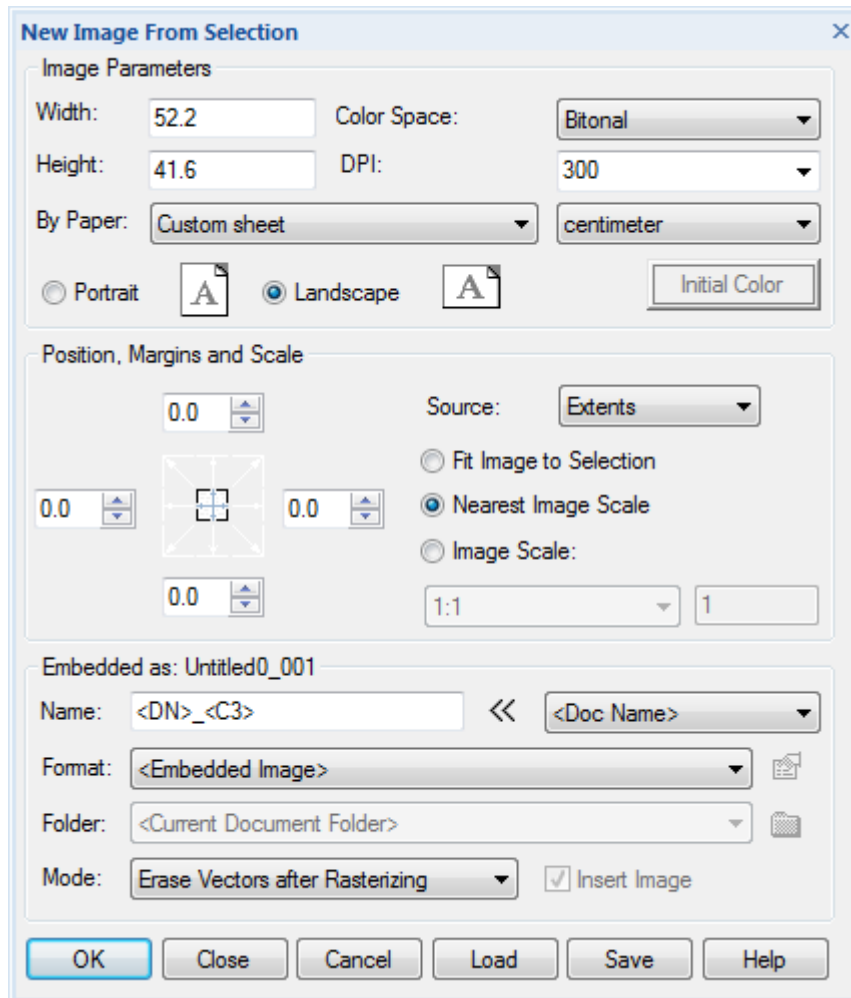 New Image From Selection
Image Parameters
Width: 52.2 Color Space: Bitonal
Height: 41.6 DPI: 300
By Paper: Custom sheet centimeter
Portrait A Landscape A Initial Color
Position, Margins and Scale
0.0 Source: Extents
Fit Image to Selection
0.0 0.0 Nearest Image Scale
Image Scale:
0.0 1:1 1
Embedded as: Untitled0_001
Name: <DN>_<C3> << <Doc Name>
Format: <Embedded Image>
Folder: <Current Document Folder>
Mode: Erase Vectors after Rasterizing Insert Image
OK Close Cancel Load Save Help